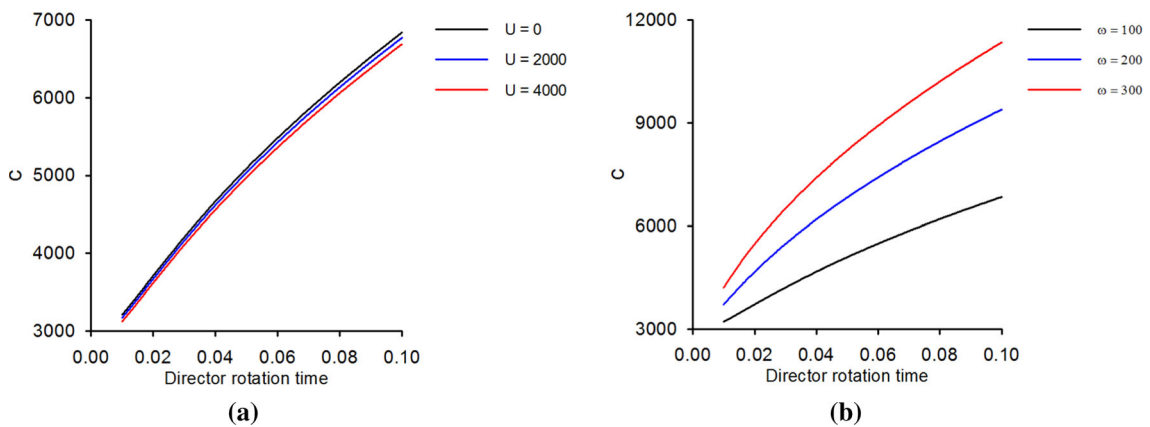 7000
6000
5000
4000
3000
C
0.00 0.02 0.04 0.06 0.08 0.10
Director rotation time
U = 0
U = 2000
U = 4000
(a)
12000
9000
6000
3000
C
0.00 0.02 0.04 0.06 0.08 0.10
Director rotation time
ω = 100
ω = 200
ω = 300
(b)